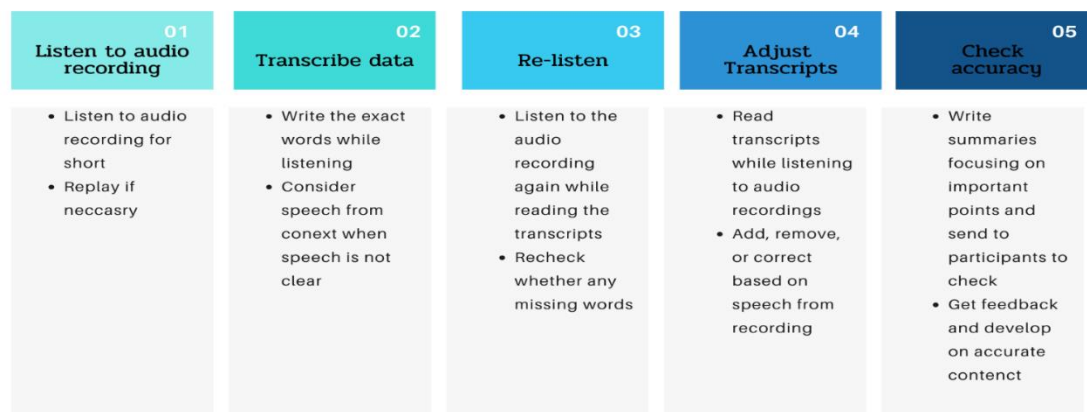 01
Listen to audio
recording
• Listen to audio
recording for
short
• Replay if
neccasry
02
Transcribe data
• Write the exact
words while
listening
• Consider
speech from
conext when
speech is not
clear
03
Re-listen
• Listen to the
audio
recording
again while
reading the
transcripts
• Recheck
whether any
missing words
04
Adjust
Transcripts
• Read
transcripts
while listening
to audio
recordings
• Add, remove,
or correct
based on
speech from
recording
05
Check
accuracy
• Write
summaries
focusing on
important
points and
send to
participants to
check
• Get feedback
and develop
on accurate
contenct